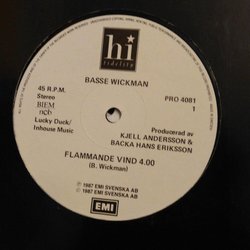 hi
fidelity
BASSE WICKMAN
45 R.P.M.
Stereo
BIEM
ncb
Lucky Duck/
Inhouse Music
PRO 4081
1
Producerad av
KJELL ANDERSSON &
BACKA HANS ERIKSSON
FLAMMANDE VIND 4.00
(B. Wickman)
℗ 1987 EMI SVENSKA AB
© 1987 EMI SVENSKA AB
EMI